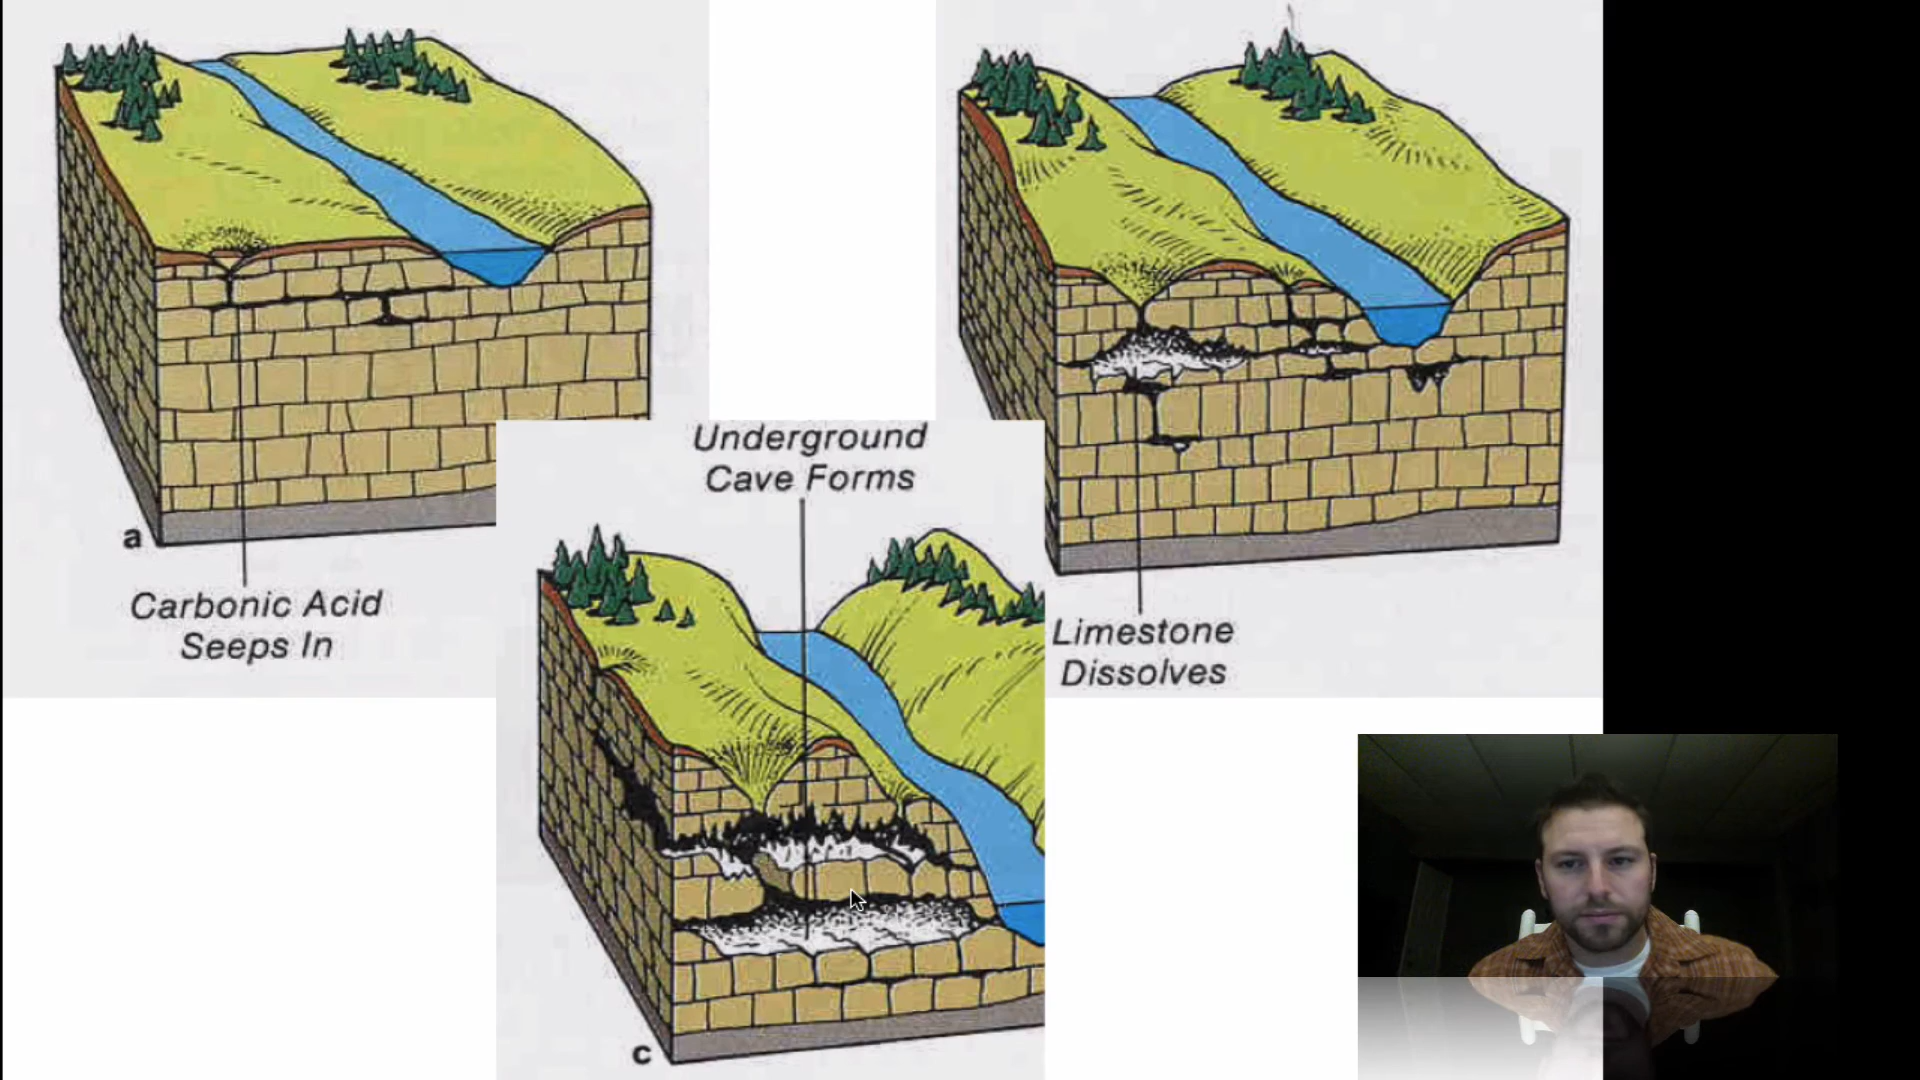 a
Carbonic Acid
Seeps In
Limestone
Dissolves
Underground
Cave Forms
c